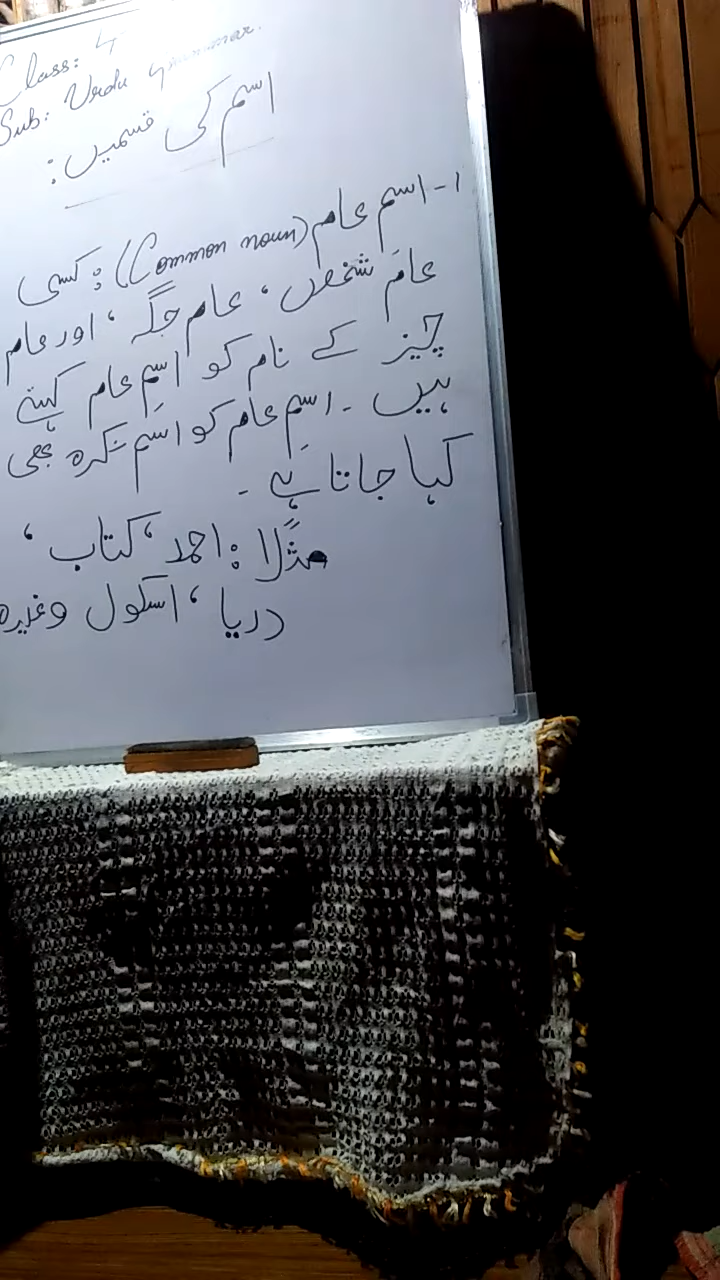 Class: 4
Sub: Urdu Grammar.
اسم کی قسمیں:
۱- اسم عام (Common noun): کسی
عام شخص، عام جگہ، اور عام
چیز کے نام کو اسمِ عام کہتے
ہیں۔ اسمِ عام کو اسمِ نکرہ بھی
کہا جاتا ہے۔
مثلاً: احمد، کتاب،
دریا، اسکول وغیرہ